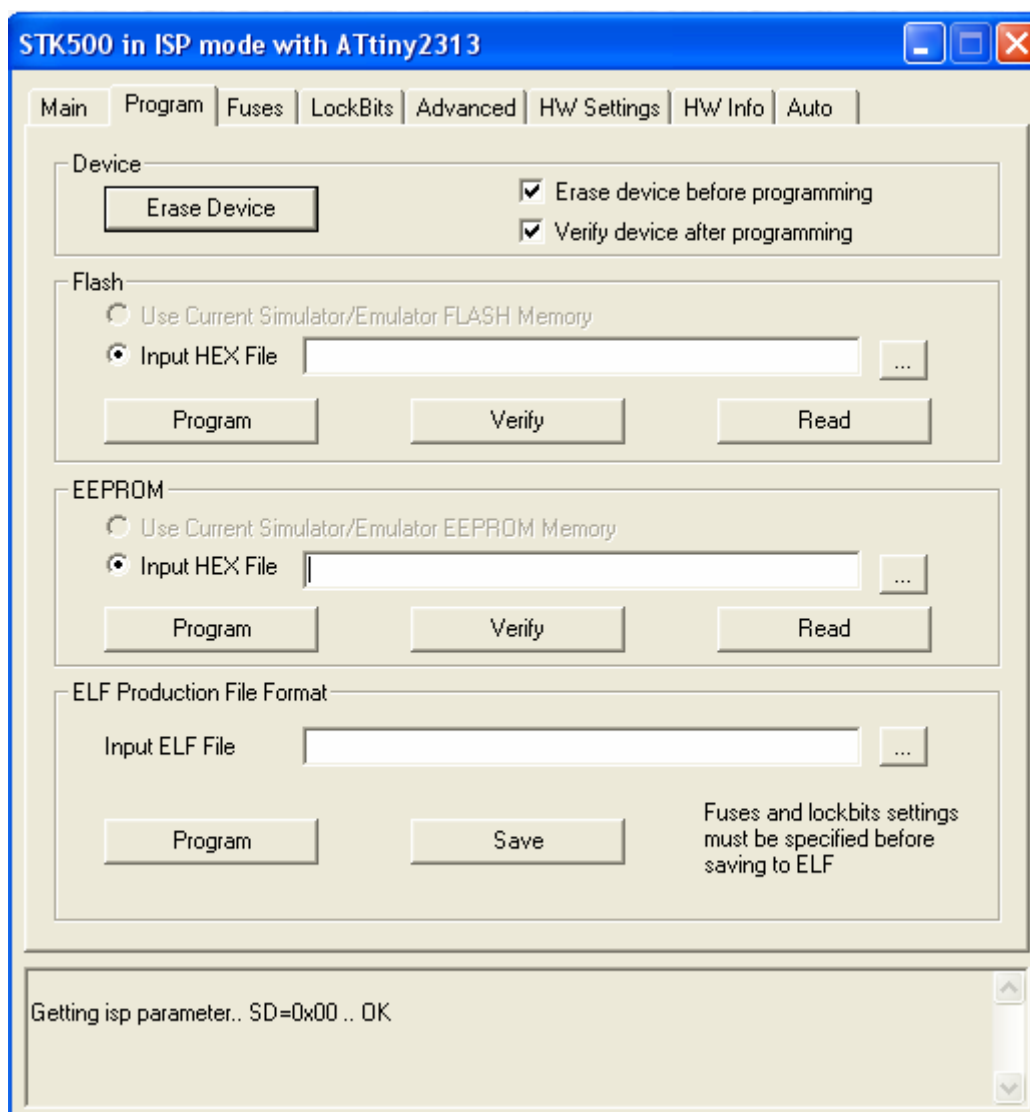 STK500 in ISP mode with ATtiny2313
Main Program Fuses LockBits Advanced HW Settings HW Info Auto
Device
Erase Device
Erase device before programming
Verify device after programming
Flash
Use Current Simulator/Emulator FLASH Memory
Input HEX File ...
Program Verify Read
EEPROM
Use Current Simulator/Emulator EEPROM Memory
Input HEX File ...
Program Verify Read
ELF Production File Format
Input ELF File ...
Program Save
Fuses and lockbits settings
must be specified before
saving to ELF
Getting isp parameter.. SD=0x00 .. OK